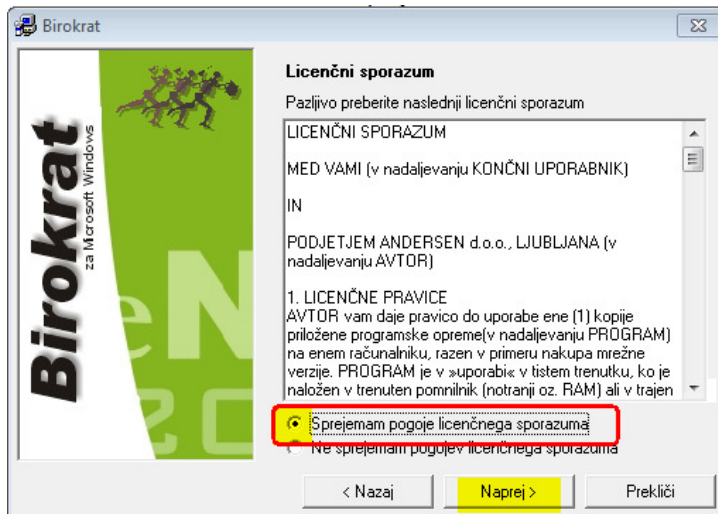 Birokrat
Birokrat
za Microsoft Windows
eN
Licenčni sporazum
Pazljivo preberite naslednji licenčni sporazum
LICENČNI SPORAZUM
MED VAMI (v nadaljevanju KONČNI UPORABNIK)
IN
PODJETJEM ANDERSEN d.o.o., LJUBLJANA (v
nadaljevanju AVTOR)
1. LICENČNE PRAVICE
AVTOR vam daje pravico do uporabe ene (1) kopije
priložene programske opreme(v nadaljevanju PROGRAM)
na enem računalniku, razen v primeru nakupa mrežne
verzije. PROGRAM je v »uporabi« v tistem trenutku, ko je
naložen v trenuten pomnilnik (notranji oz. RAM) ali v trajen
Sprejemam pogoje licenčnega sporazuma
Ne sprejemam pogojev licenčnega sporazuma
< Nazaj
Naprej >
Prekliči